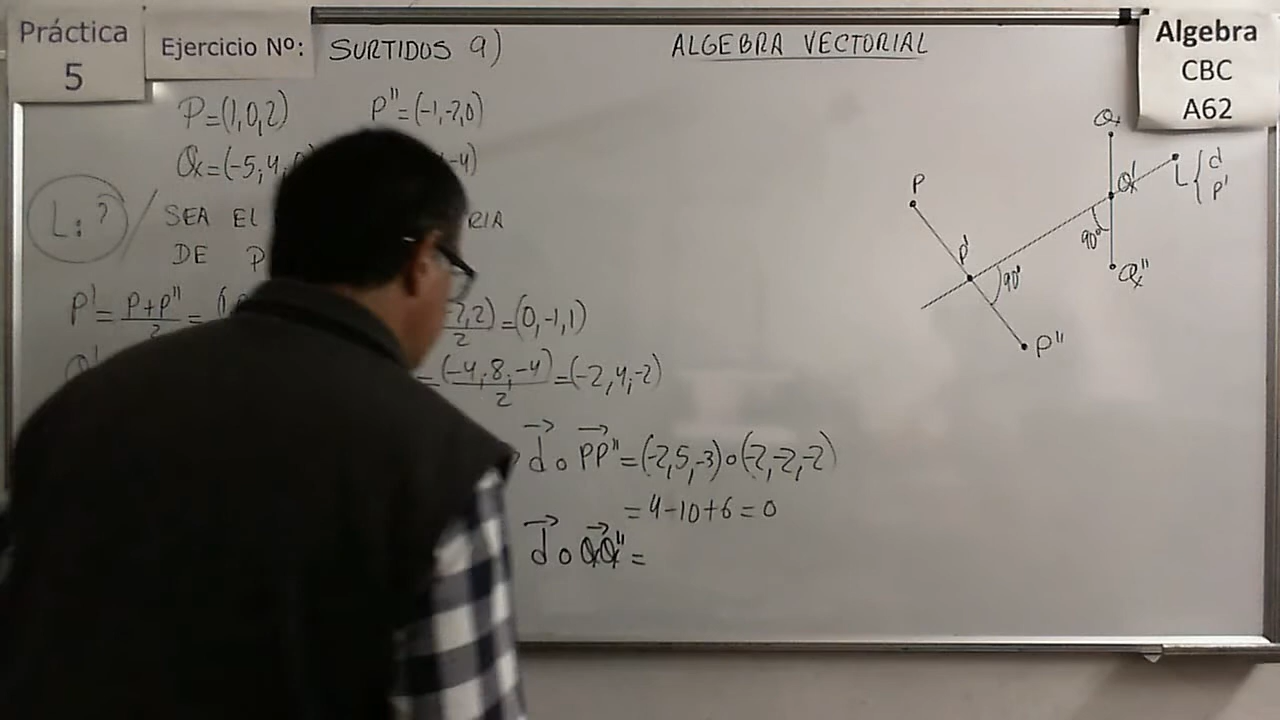 Práctica
5
Ejercicio Nº:
SURTIDOS 9)
ALGEBRA VECTORIAL
Algebra
CBC
A62
P=(1,0,2)
P"=(-1,-2,0)
Q=(-5,4,
-4)
L: ?
SEA EL
RIA
DE P
P'=P+P"/2=(1
-2,2)/2=(0,-1,1)
=(-4,8,-4)/2=(-2,4,-2)
d∘PP"=(-2,5,-3)∘(-2,-2,-2)
=4-10+6=0
d∘QQ"=
Q
Q'
L { d
P'
P
P'
90°
90°
Q"
P"